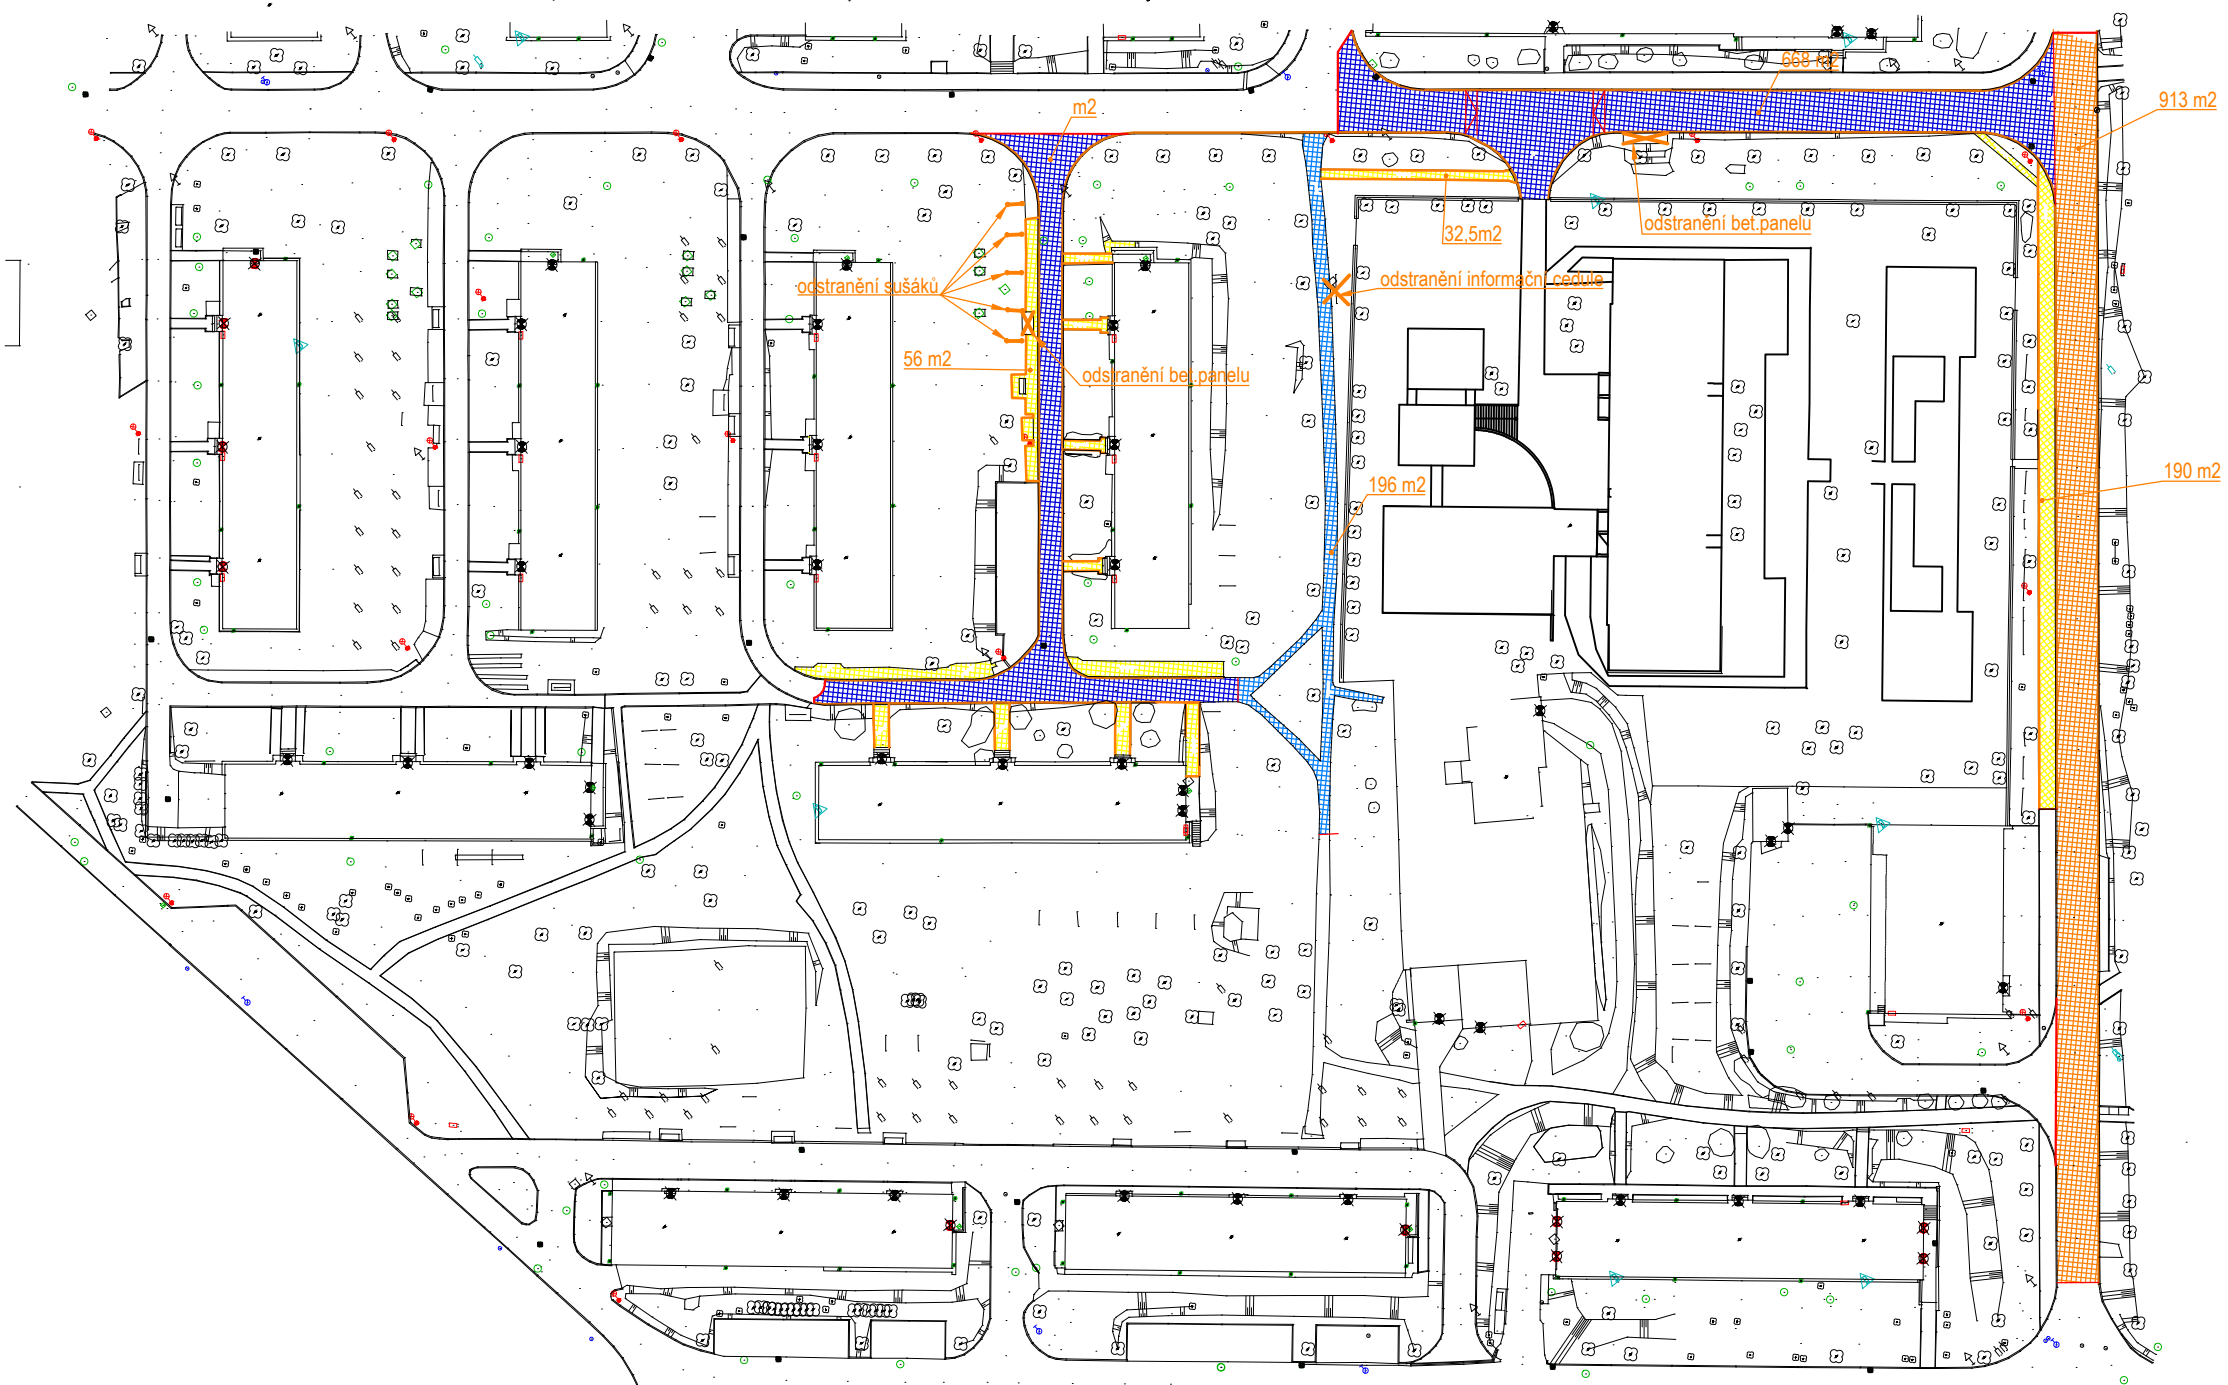 668 m2
913 m2
m2
odstranění bet.panelu
32,5m2
odstranění informační cedule
odstranění sušáků
56 m2
odstranění bet.panelu
196 m2
190 m2